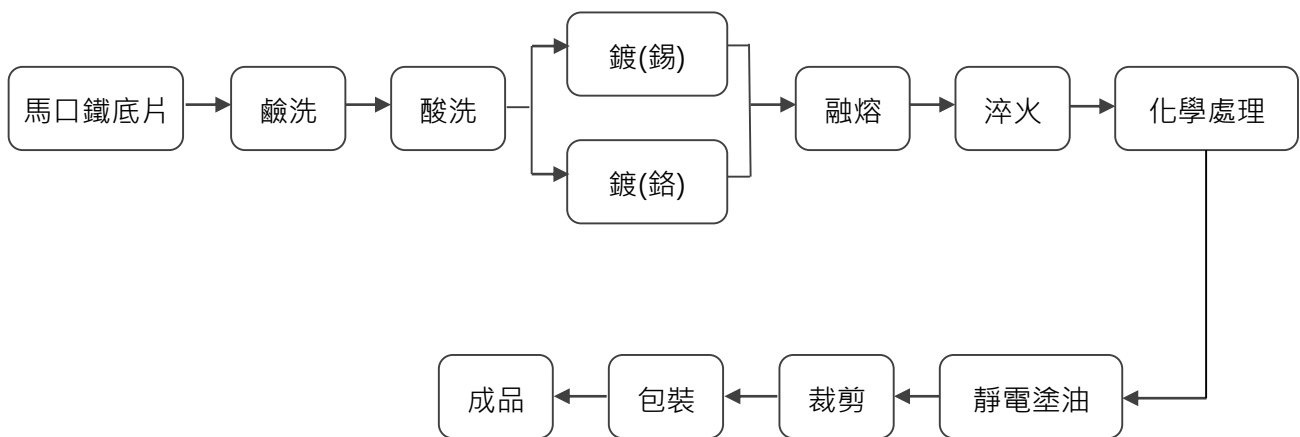 馬口鐵底片
鹼洗
酸洗
鍍(錫)
鍍(鉻)
融熔
淬火
化學處理
靜電塗油
裁剪
包裝
成品